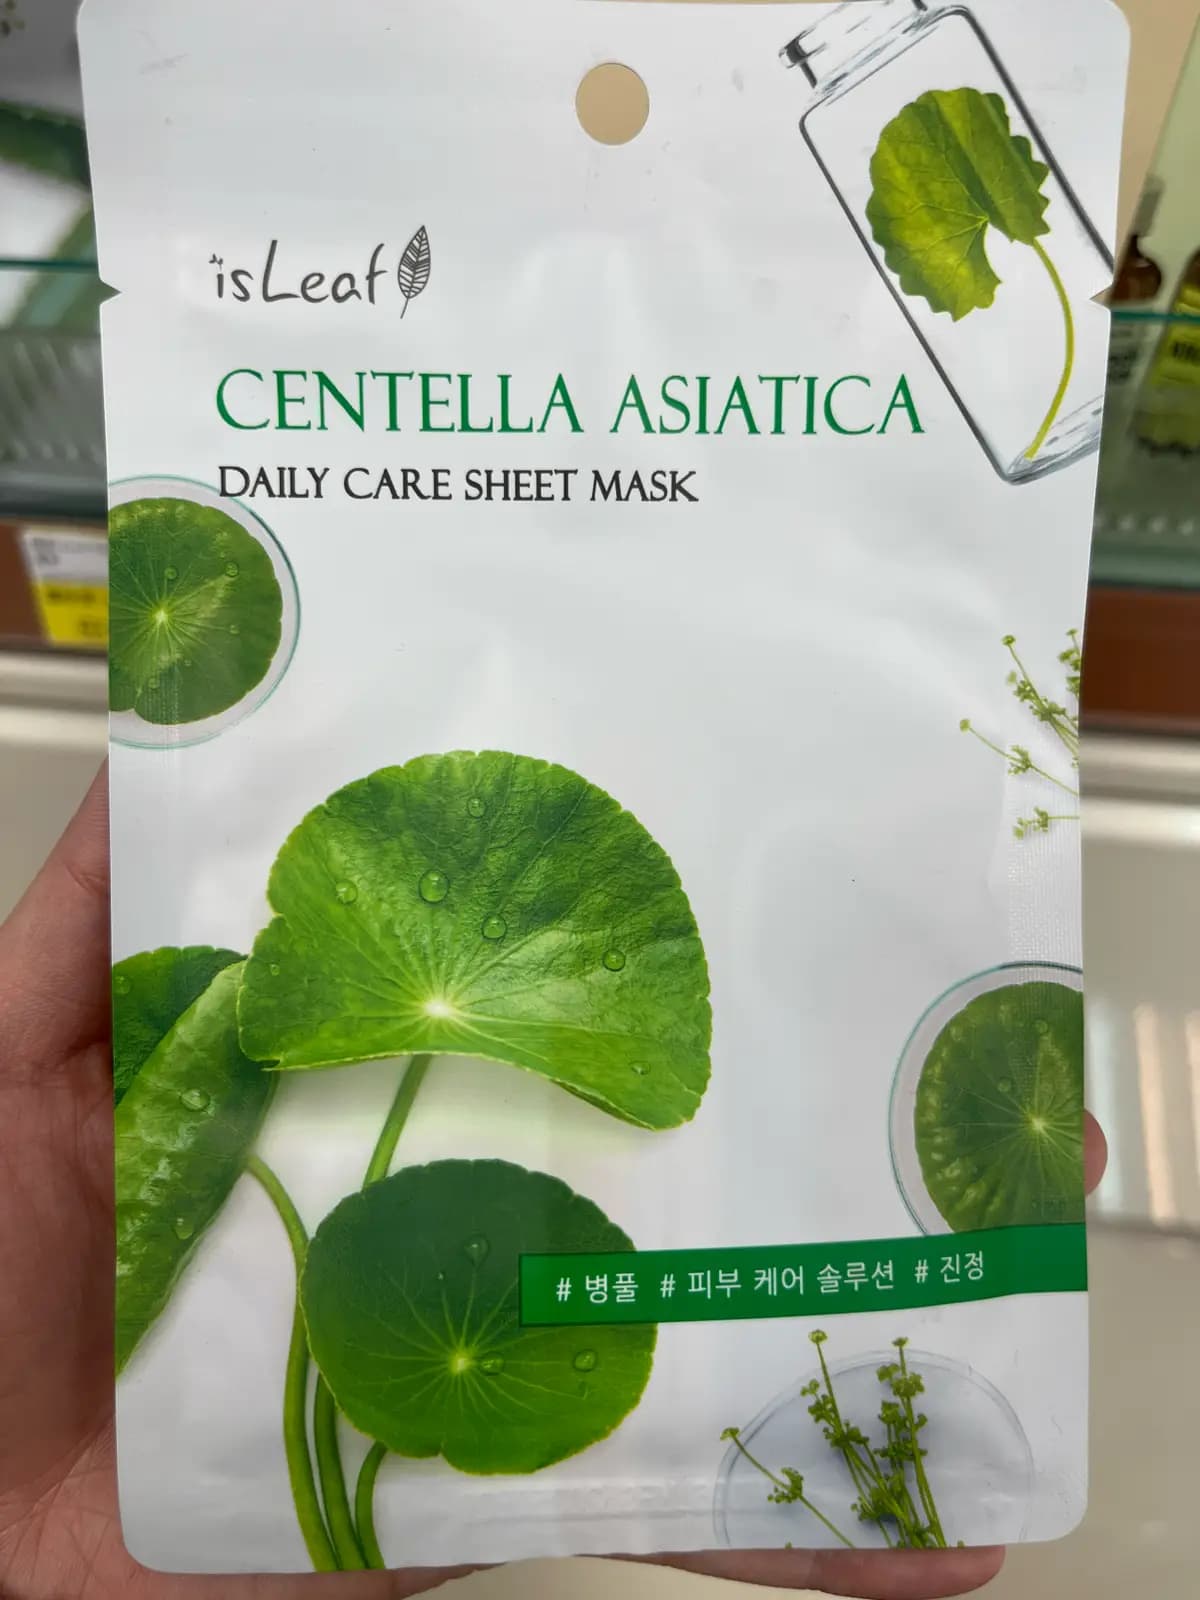 isLeaf
CENTELLA ASIATICA
DAILY CARE SHEET MASK
# 병풀 # 피부 케어 솔루션 # 진정